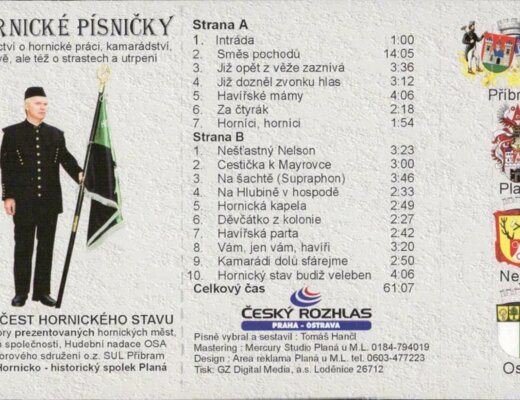 RNICKÉ PÍSNIČKY
ctví o hornické práci, kamarádství,
vě, ale též o strastech a utrpení
ČEST HORNICKÉHO STAVU
ory prezentovaných hornických měst,
společnosti, Hudební nadace OSA
orového sdružení o.z. SUL Příbram
Hornicko - historický spolek Planá
Strana A
1. Intráda 1:00
2. Směs pochodů 14:05
3. Již opět z věže zaznívá 3:36
4. Již dozněl zvonku hlas 3:12
5. Havířské mámy 4:06
6. Za čtyrák 2:18
7. Horníci, horníci 1:54
Strana B
1. Nešťastný Nelson 3:23
2. Cestička k Mayrovce 3:00
3. Na šachtě (Supraphon) 3:46
4. Na Hlubině v hospodě 2:33
5. Hornická kapela 2:49
6. Děvčátko z kolonie 2:27
7. Havířská parta 2:42
8. Vám, jen vám, havíři 3:20
9. Kamarádi dolů sfárejme 2:50
10. Hornický stav budiž veleben 4:06
Celkový čas 61:07
ČESKÝ ROZHLAS
PRAHA - OSTRAVA
Písně vybral a sestavil : Tomáš Hančl
Mastering : Mercury Studio Planá u M.L. 0184-794019
Design : Area reklama Planá u M.L. tel. 0603-477223
Tisk: GZ Digital Media, a.s. Loděnice 26712
Příbr
Pla
Ne
Os